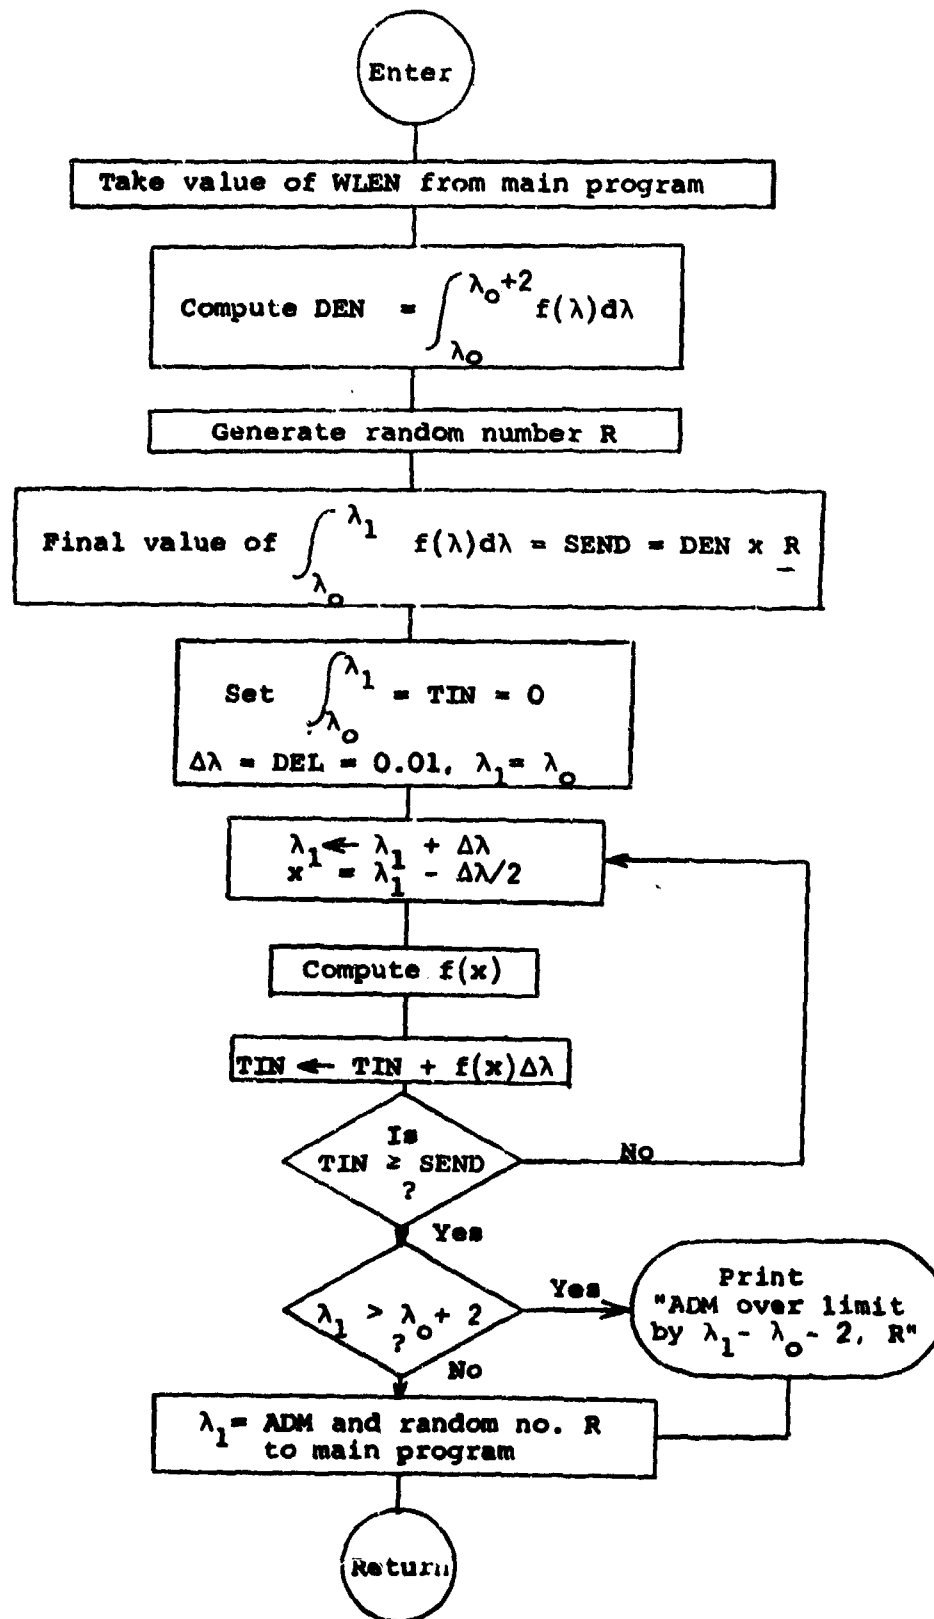 Enter
Take value of WLEN from main program
Compute DEN = ∫ λo+2 f(λ)dλ
λo
Generate random number R
Final value of ∫ λ1 f(λ)dλ = SEND = DEN x R
λo
Set ∫ λ1 = TIN = 0
λo
Δλ = DEL = 0.01, λ1 = λo
λ1 ← λ1 + Δλ
x = λ1 - Δλ/2
Compute f(x)
TIN ← TIN + f(x)Δλ
Is
TIN ≥ SEND
?
No
Yes
λ1 > λo + 2
?
Yes
Print
"ADM over limit
by λ1 - λo - 2, R"
No
λ1 = ADM and random no. R
to main program
Return